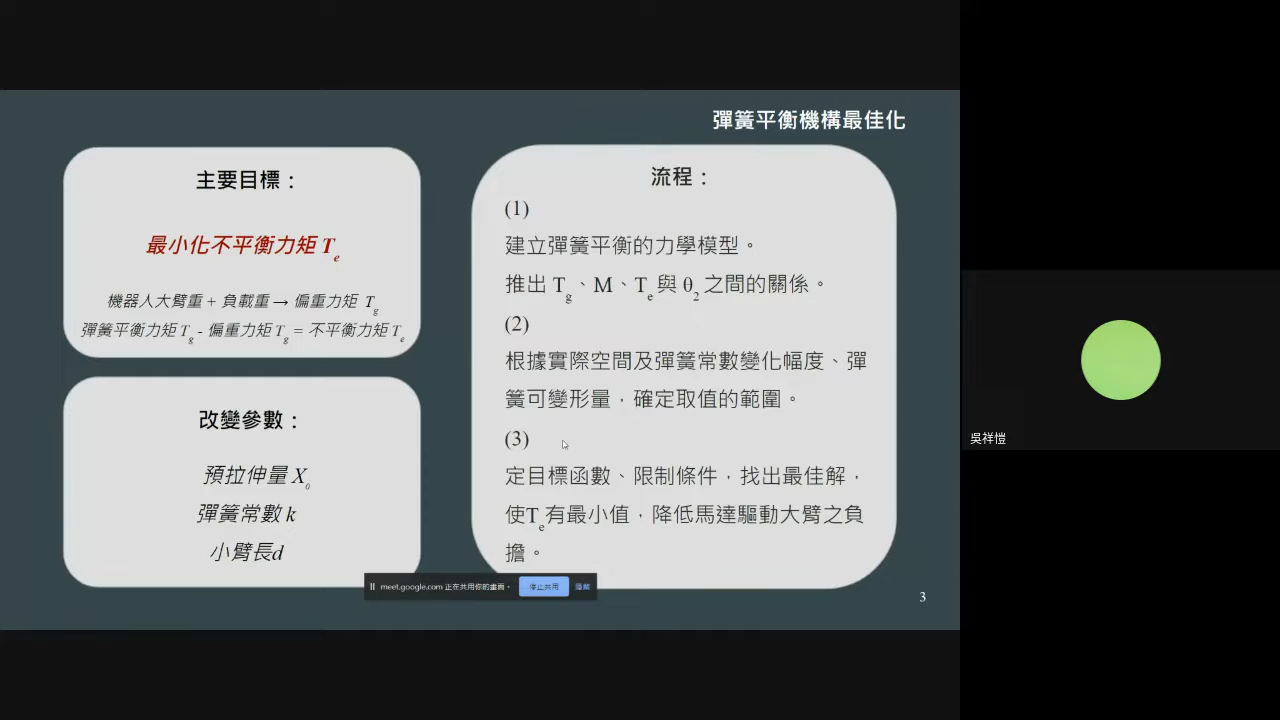 彈簧平衡機構最佳化
主要目標：
最小化不平衡力矩 Te
機器人大臂重 + 負載重 → 偏重力矩 Tg
彈簧平衡力矩 Tg - 偏重力矩 Tg = 不平衡力矩 Te
改變參數：
預拉伸量 X0
彈簧常數 k
小臂長d
流程：
(1)
建立彈簧平衡的力學模型。
推出 Tg、M、Te 與 θ2 之間的關係。
(2)
根據實際空間及彈簧常數變化幅度、彈
簧可變形量，確定取值的範圍。
(3)
定目標函數、限制條件，找出最佳解，
使Te有最小值，降低馬達驅動大臂之負
擔。
meet.google.com 正在共用你的畫面。
停止共用
隱藏
3
吳祥愷